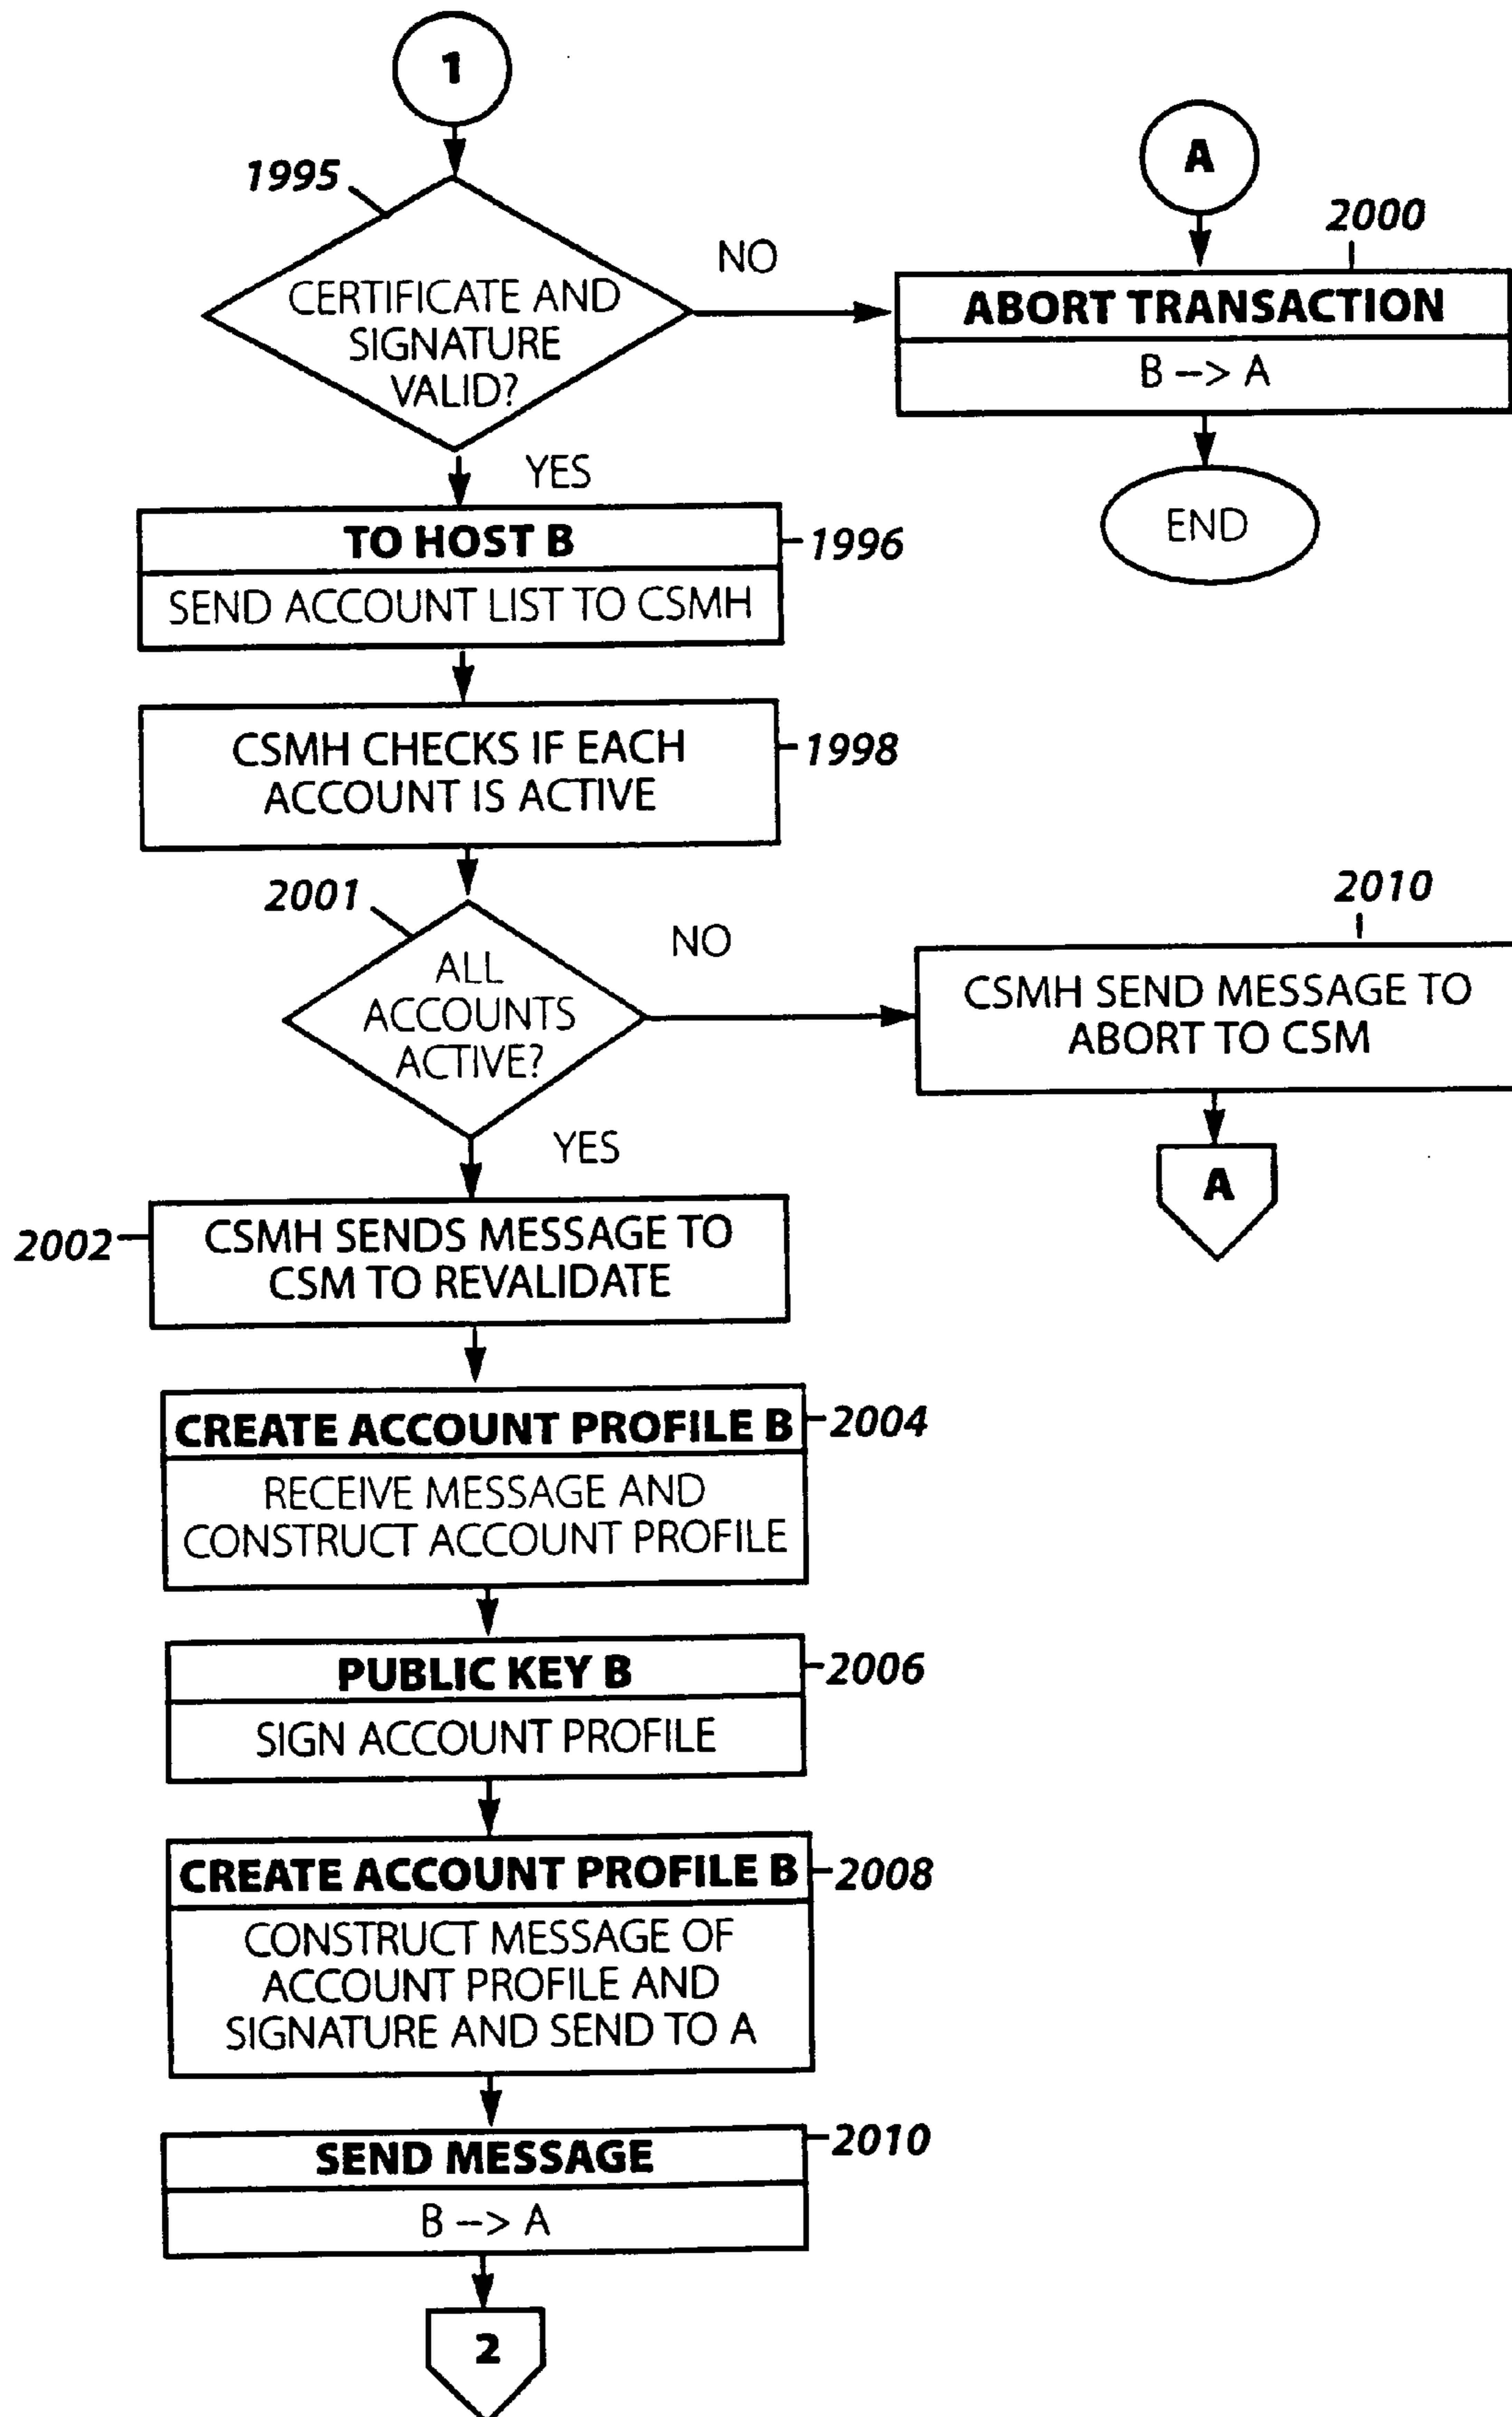 1
1995
CERTIFICATE AND
SIGNATURE
VALID?
NO
YES
A
2000
ABORT TRANSACTION
B --> A
END
TO HOST B
1996
SEND ACCOUNT LIST TO CSMH
CSMH CHECKS IF EACH
ACCOUNT IS ACTIVE
1998
2001
ALL
ACCOUNTS
ACTIVE?
NO
YES
2010
CSMH SEND MESSAGE TO
ABORT TO CSM
A
2002
CSMH SENDS MESSAGE TO
CSM TO REVALIDATE
CREATE ACCOUNT PROFILE B
2004
RECEIVE MESSAGE AND
CONSTRUCT ACCOUNT PROFILE
PUBLIC KEY B
2006
SIGN ACCOUNT PROFILE
CREATE ACCOUNT PROFILE B
2008
CONSTRUCT MESSAGE OF
ACCOUNT PROFILE AND
SIGNATURE AND SEND TO A
SEND MESSAGE
2010
B --> A
2